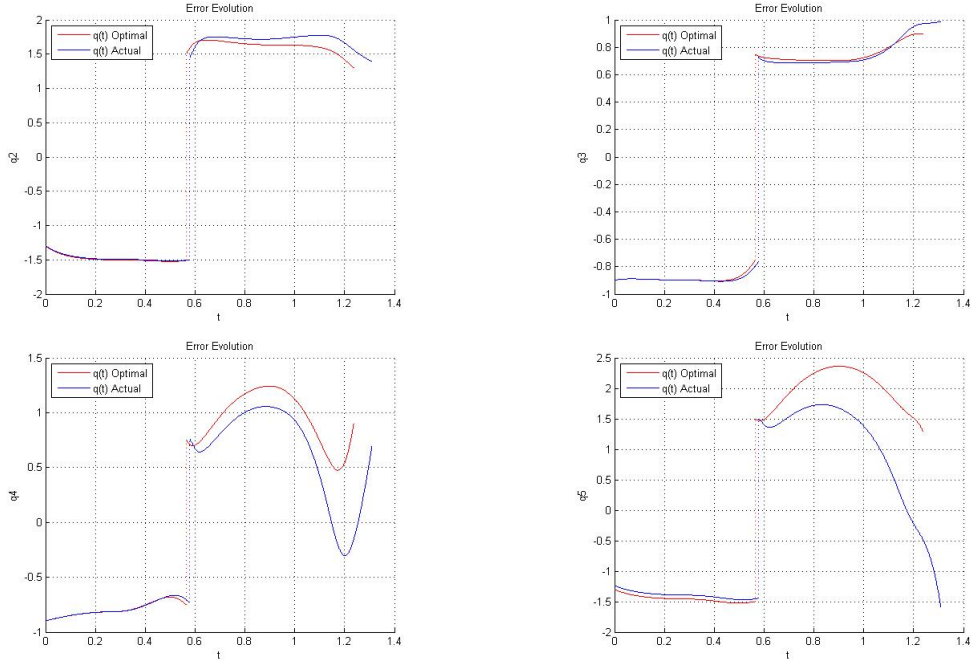 Error Evolution
q(t) Optimal
q(t) Actual
2
1.5
1
0.5
0
-0.5
-1
-1.5
-2
q2
0 0.2 0.4 0.6 0.8 1 1.2 1.4
t
Error Evolution
q(t) Optimal
q(t) Actual
1
0.8
0.6
0.4
0.2
0
-0.2
-0.4
-0.6
-0.8
-1
q3
0 0.2 0.4 0.6 0.8 1 1.2 1.4
t
Error Evolution
q(t) Optimal
q(t) Actual
1.5
1
0.5
0
-0.5
-1
q4
0 0.2 0.4 0.6 0.8 1 1.2 1.4
t
Error Evolution
q(t) Optimal
q(t) Actual
2.5
2
1.5
1
0.5
0
-0.5
-1
-1.5
-2
q5
0 0.2 0.4 0.6 0.8 1 1.2 1.4
t